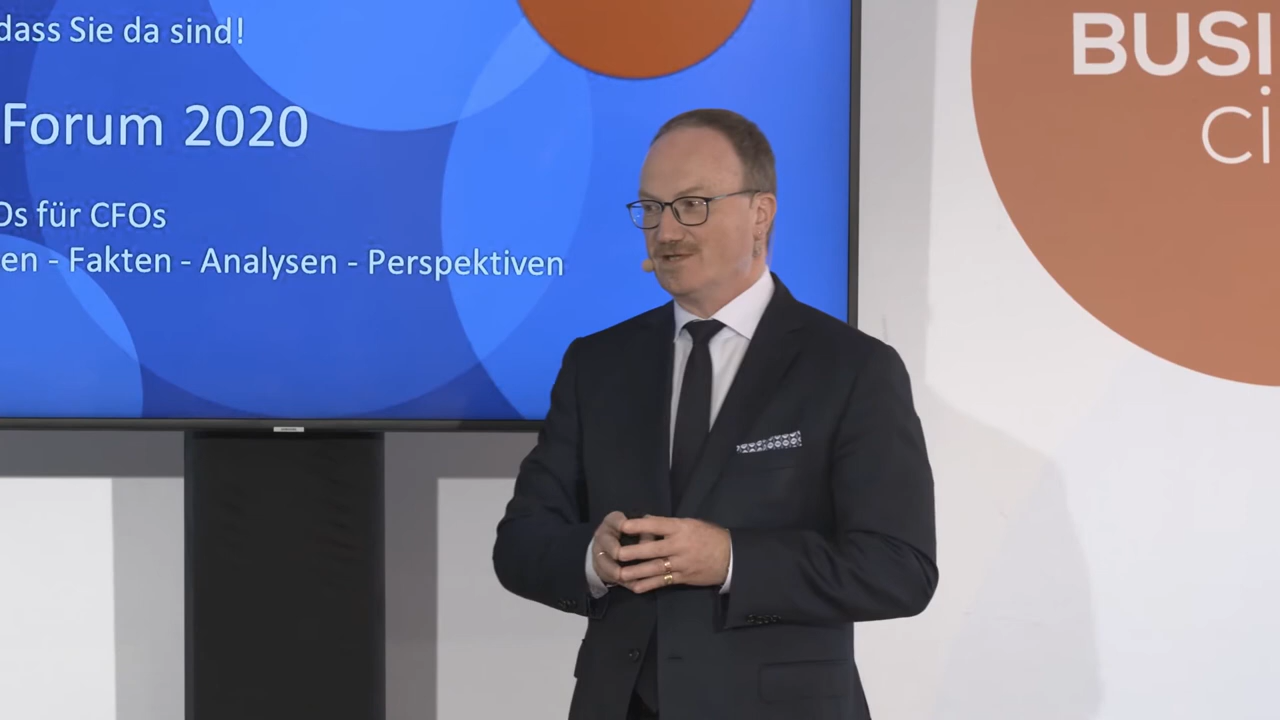 dass Sie da sind!
Forum 2020
Os für CFOs
en - Fakten - Analysen - Perspektiven
BUSI
ci